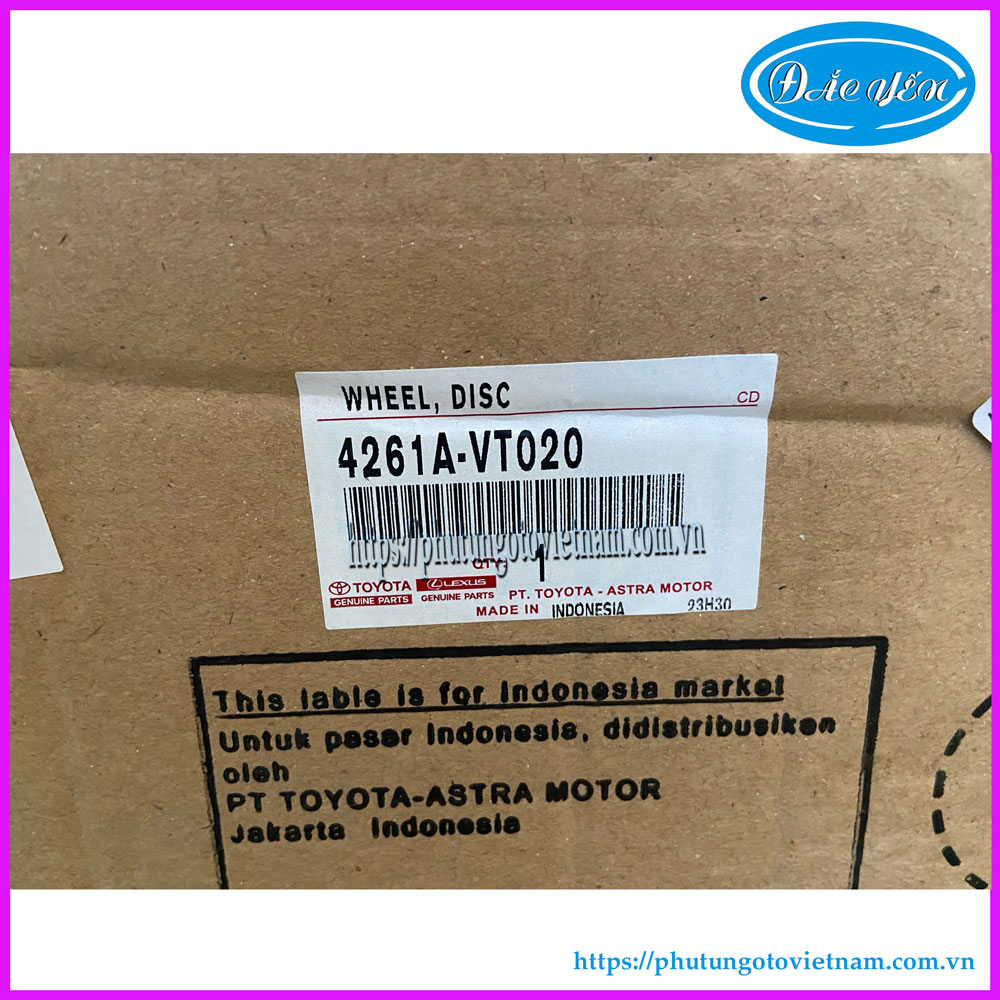 ĐẮC YẾN
WHEEL, DISC
CD
4261A-VT020
https://phutungotovietnam.com.vn
QTY. 1
TOYOTA LEXUS
GENUINE PARTS GENUINE PARTS PT. TOYOTA - ASTRA MOTOR
MADE IN INDONESIA 23H30
This lable is for Indonesia market
Untuk pasar Indonesia, didistribusikan
oleh
PT TOYOTA-ASTRA MOTOR
Jakarta Indonesia
https://phutungotovietnam.com.vn